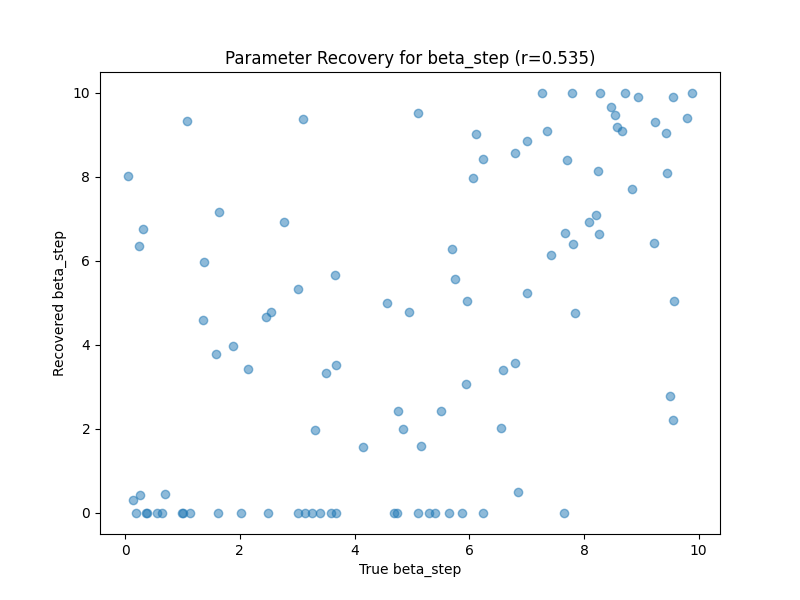 Parameter Recovery for beta_step (r=0.535)
Recovered beta_step
10
8
6
4
2
0
0 2 4 6 8 10
True beta_step